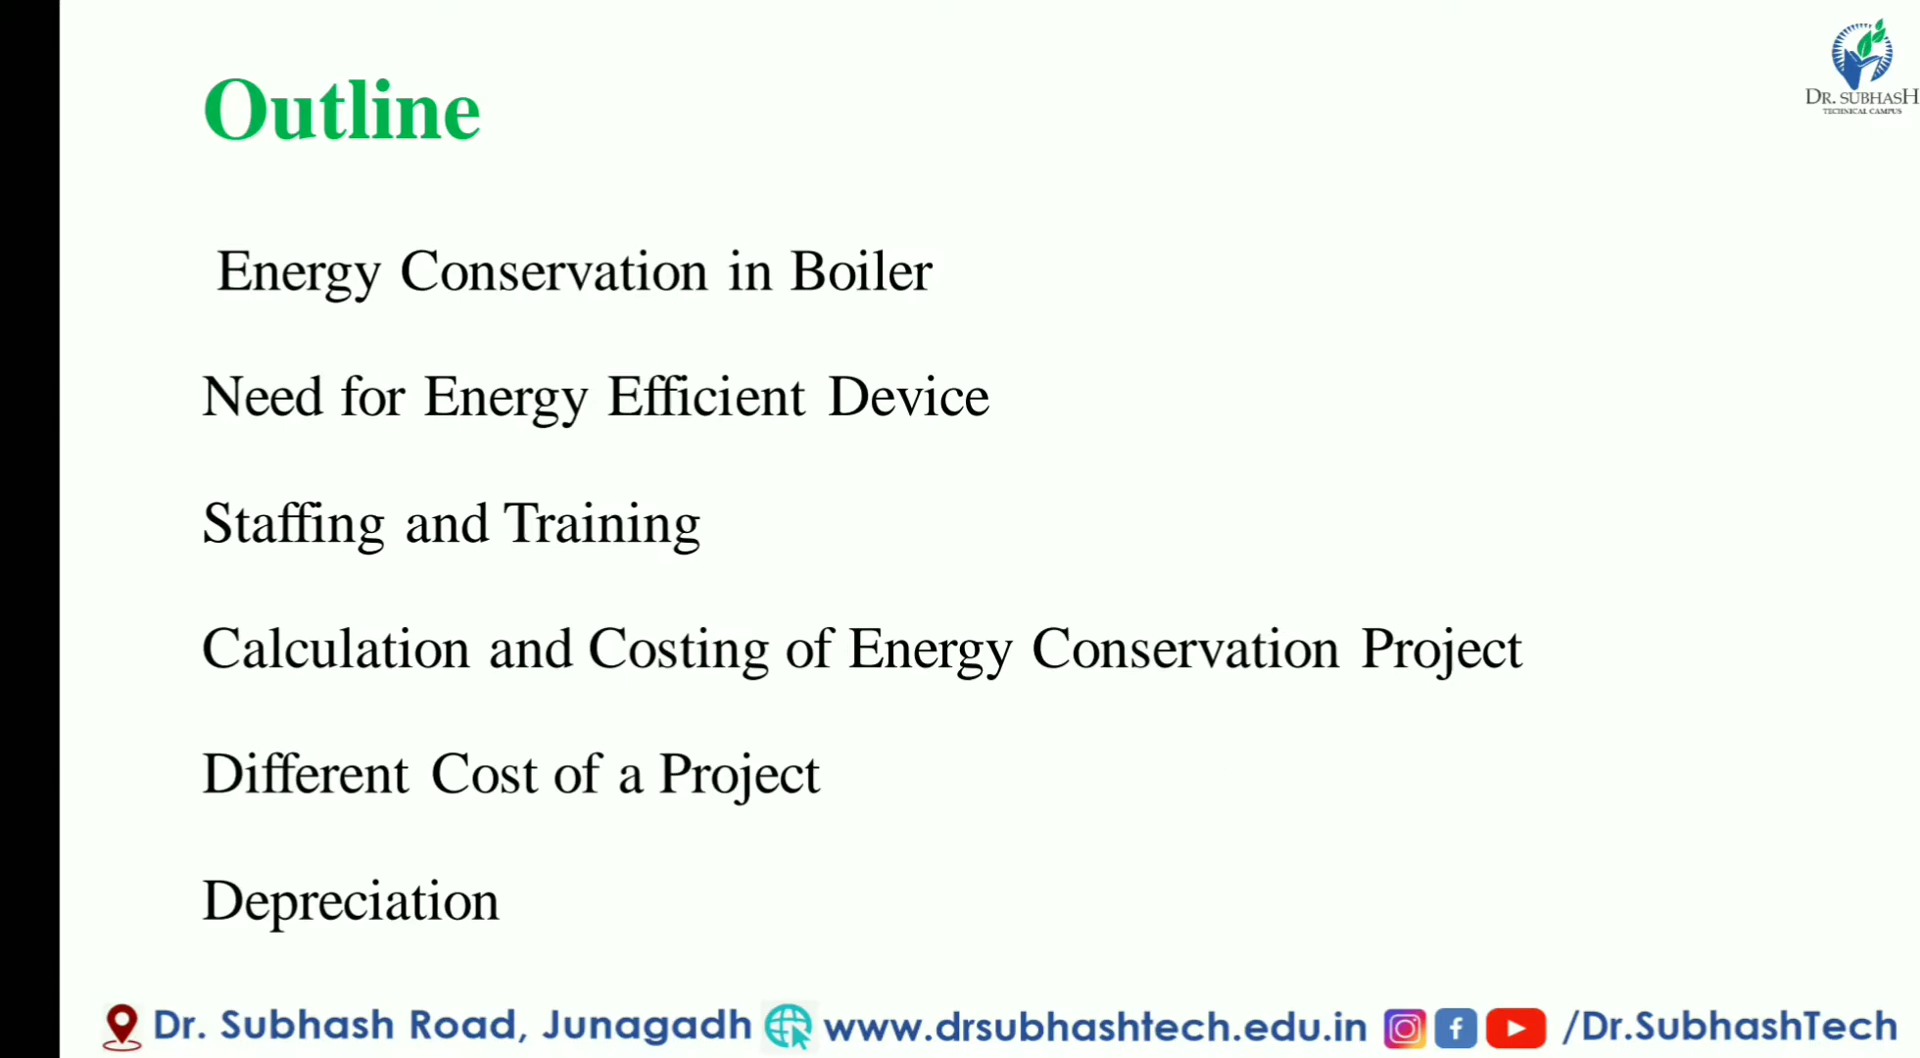 Outline
DR. SUBHASH
TECHNICAL CAMPUS
Energy Conservation in Boiler
Need for Energy Efficient Device
Staffing and Training
Calculation and Costing of Energy Conservation Project
Different Cost of a Project
Depreciation
Dr. Subhash Road, Junagadh www.drsubhashtech.edu.in f /Dr.SubhashTech